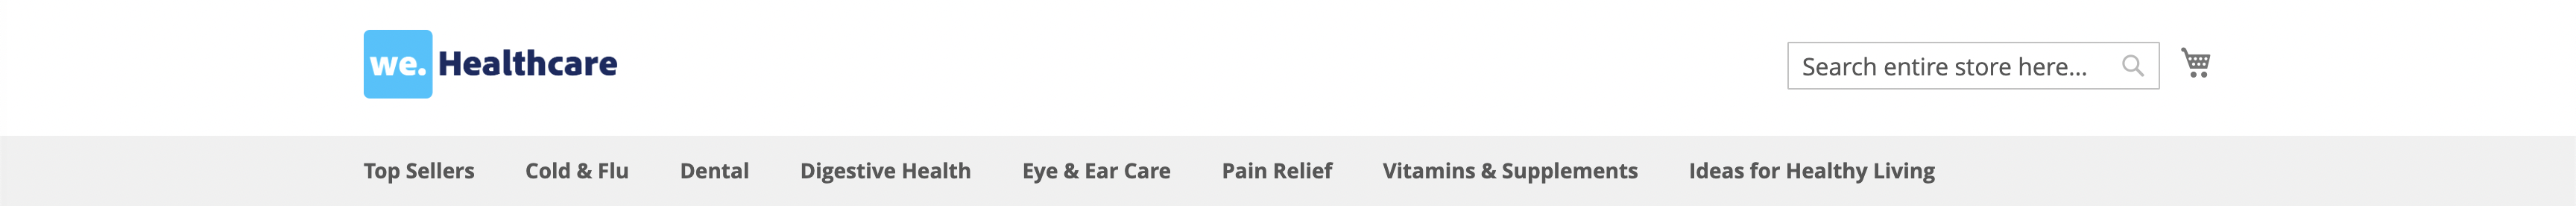 we. Healthcare
Search entire store here...
Top Sellers Cold & Flu Dental Digestive Health Eye & Ear Care Pain Relief Vitamins & Supplements Ideas for Healthy Living